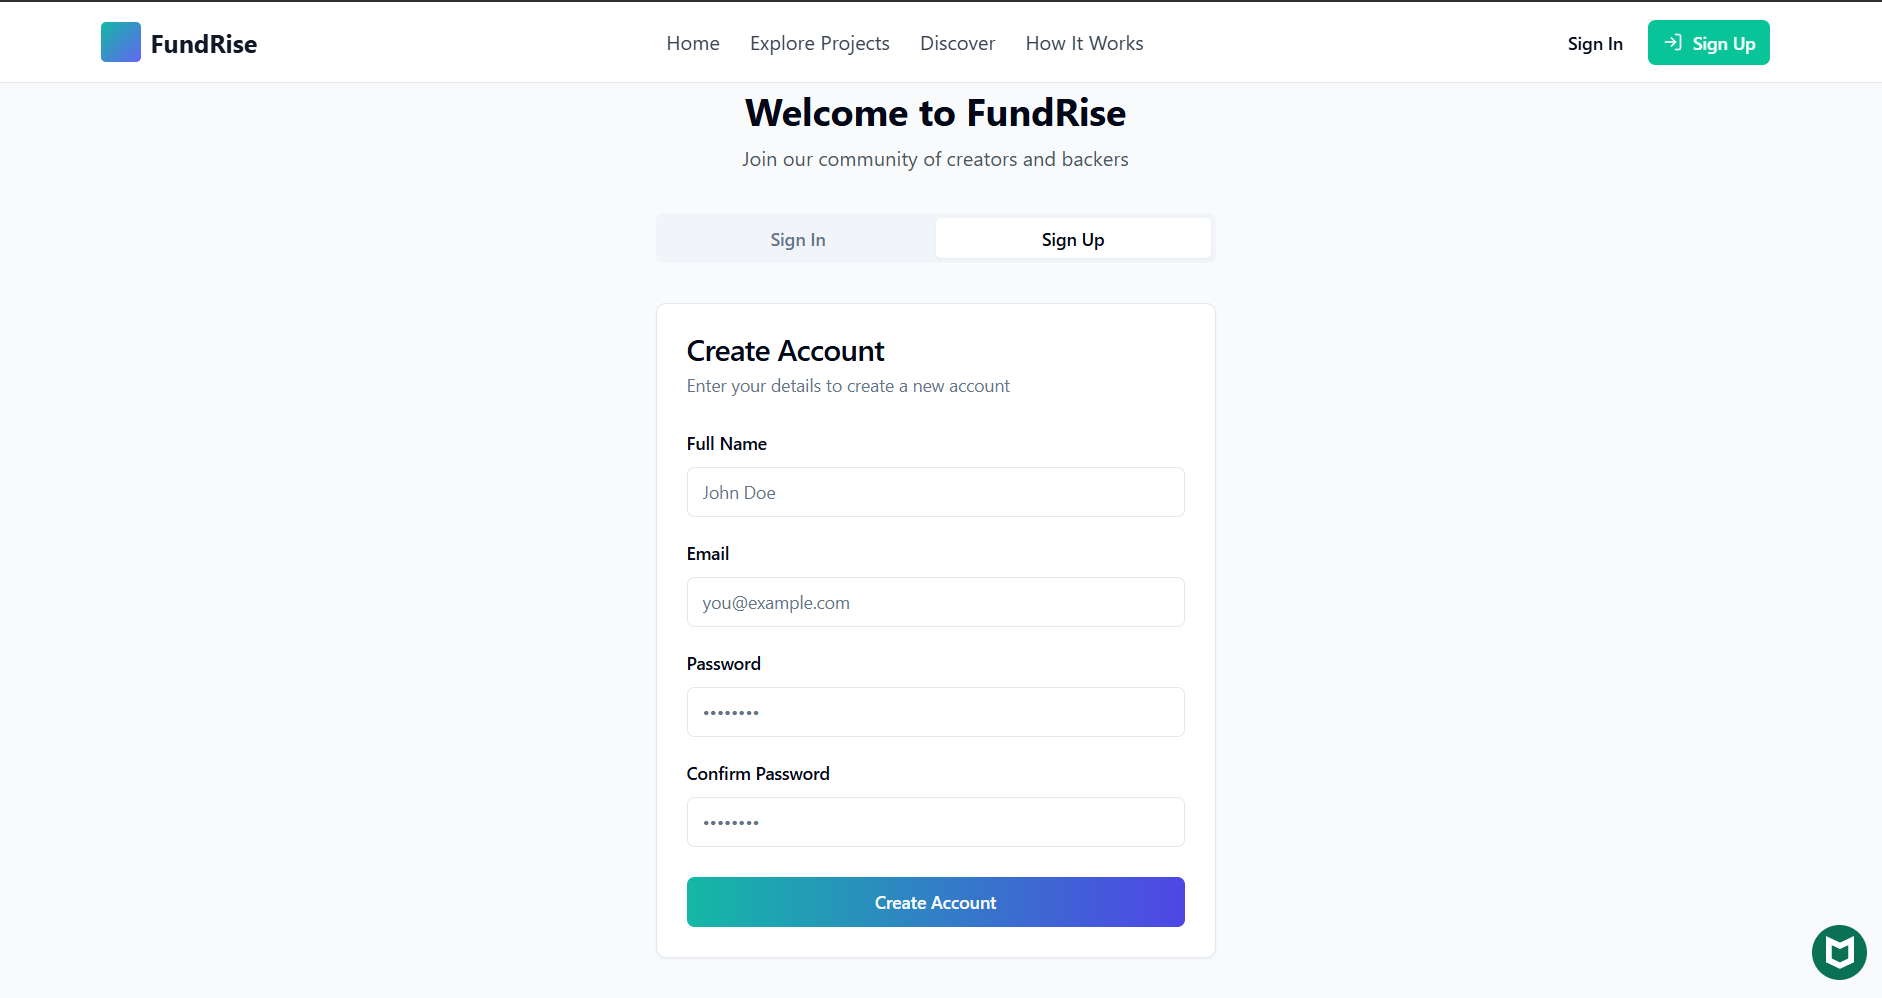 FundRise
Home Explore Projects Discover How It Works
Sign In
Sign Up
Welcome to FundRise
Join our community of creators and backers
Sign In
Sign Up
Create Account
Enter your details to create a new account
Full Name
John Doe
Email
you@example.com
Password
••••••••
Confirm Password
••••••••
Create Account